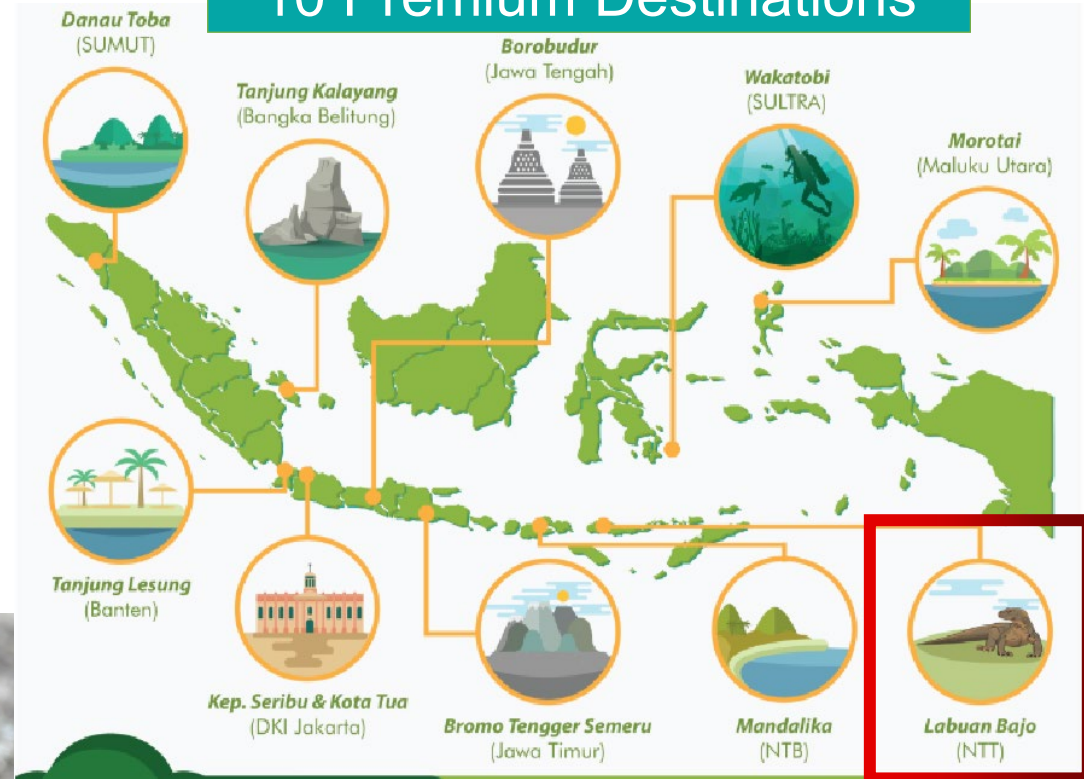 10 Premium Destinations
Danau Toba
(SUMUT)
Tanjung Kalayang
(Bangka Belitung)
Borobudur
(Jawa Tengah)
Wakatobi
(SULTRA)
Morotai
(Maluku Utara)
Tanjung Lesung
(Banten)
Kep. Seribu & Kota Tua
(DKI Jakarta)
Bromo Tengger Semeru
(Jawa Timur)
Mandalika
(NTB)
Labuan Bajo
(NTT)